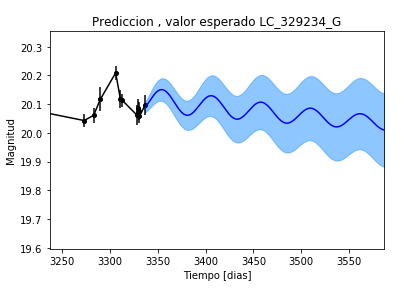 Prediccion , valor esperado LC_329234_G
Magnitud
20.3
20.2
20.1
20.0
19.9
19.8
19.7
19.6
3250 3300 3350 3400 3450 3500 3550
Tiempo [dias]